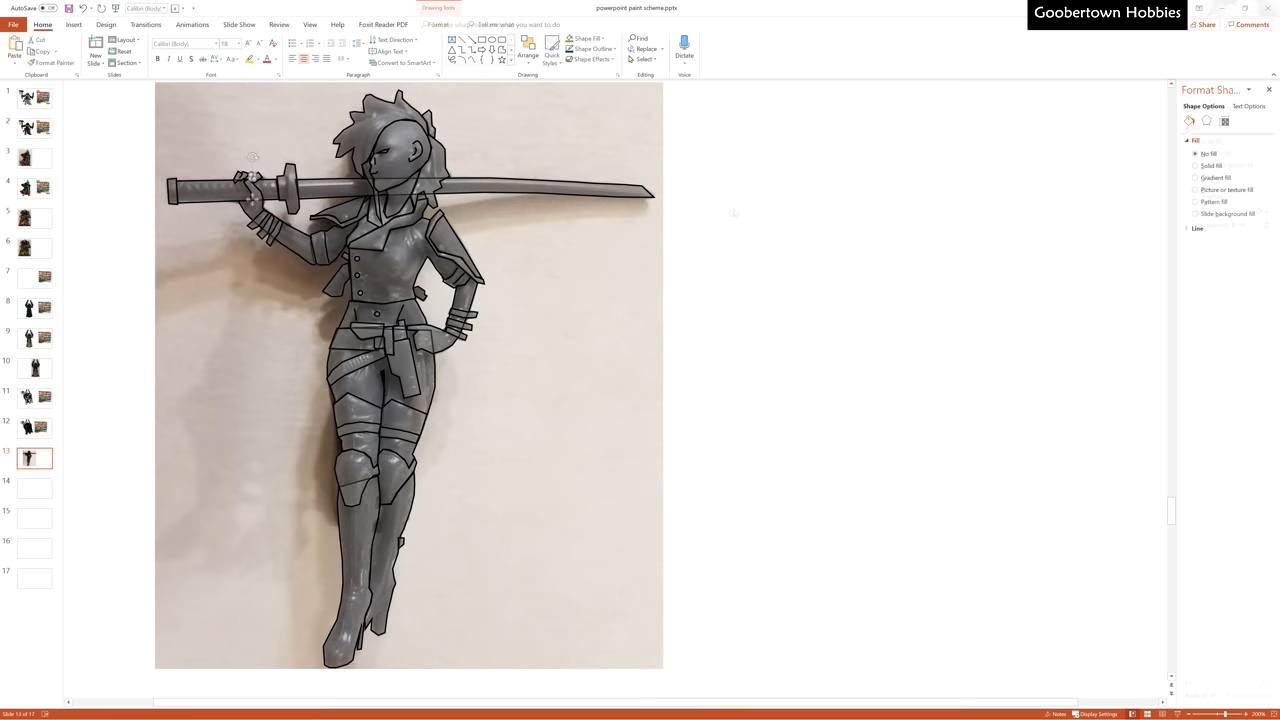 AutoSave Off
Calibri (Body)
Drawing Tools
powerpoint paint scheme.pptx
Goobertown Hobbies
File Home Insert Design Transitions Animations Slide Show Review View Help Foxit Reader PDF Format Tell me what you want to do
Share Comments
Paste
Cut
Copy
Format Painter
Clipboard
New
Slide
Layout
Reset
Section
Slides
Calibri (Body) 18
B I U S ab AV Aa A
Font
Text Direction
Align Text
Convert to SmartArt
Paragraph
Arrange
Quick
Styles
Shape Fill
Shape Outline
Shape Effects
Drawing
Find
Replace
Select
Editing
Dictate
Voice
1
2
3
4
5
6
7
8
9
10
11
12
13
14
15
16
17
Format Sha...
Shape Options Text Options
Fill
No fill
Solid fill
Gradient fill
Picture or texture fill
Pattern fill
Slide background fill
Line
Slide 13 of 17
Notes Display Settings 200%